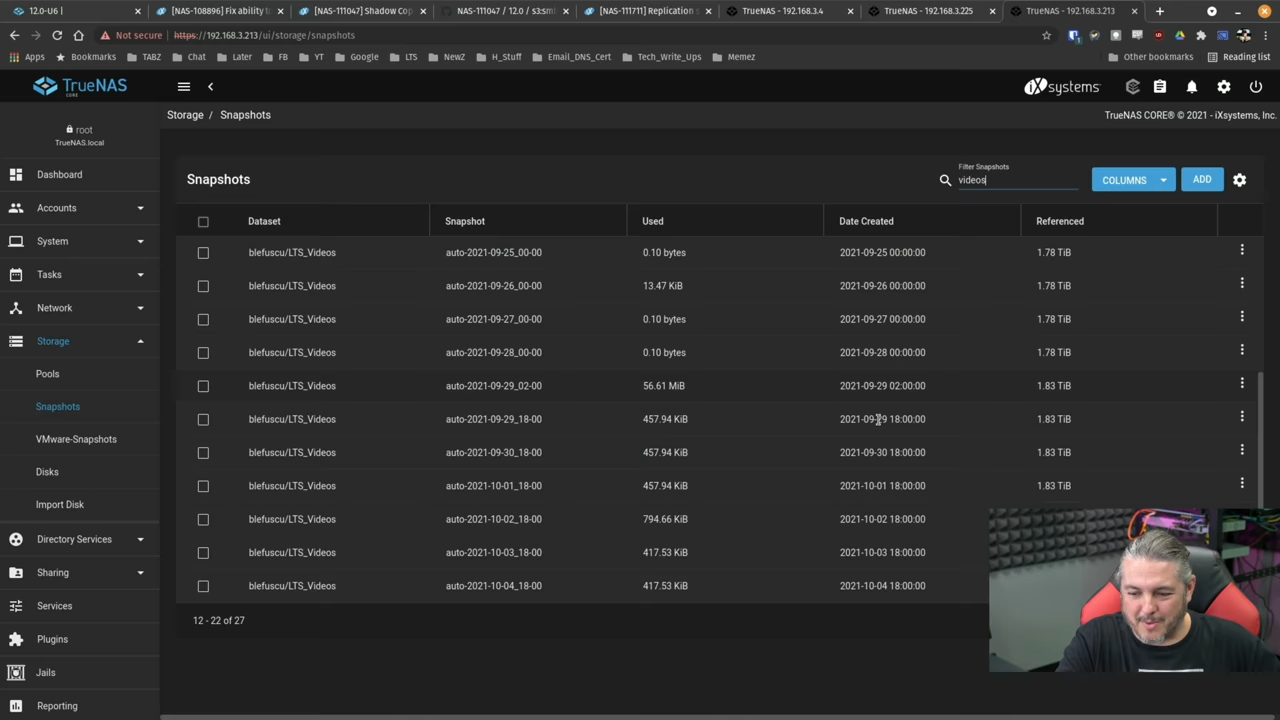 12.0-U6 |
[NAS-108896] Fix ability t
[NAS-111047] Shadow Cop
NAS-111047 / 12.0 / s3:smb
[NAS-111711] Replication s
TrueNAS - 192.168.3.4
TrueNAS - 192.168.3.225
TrueNAS - 192.168.3.213
Not secure | https://192.168.3.213/ui/storage/snapshots
Apps Bookmarks TABZ Chat Later FB YT Google LTS NewZ H_Stuff Email_DNS_Cert Tech_Write_Ups Memez Other bookmarks Reading list
TrueNAS
CORE
iXsystems
root
TrueNAS.local
Storage / Snapshots
TrueNAS CORE® © 2021 - iXsystems, Inc.
Dashboard
Accounts
System
Tasks
Network
Storage
Pools
Snapshots
VMware-Snapshots
Disks
Import Disk
Directory Services
Sharing
Services
Plugins
Jails
Reporting
Snapshots
Filter Snapshots
videos
COLUMNS
ADD
Dataset Snapshot Used Date Created Referenced
blefuscu/LTS_Videos auto-2021-09-25_00-00 0.10 bytes 2021-09-25 00:00:00 1.78 TiB
blefuscu/LTS_Videos auto-2021-09-26_00-00 13.47 KiB 2021-09-26 00:00:00 1.78 TiB
blefuscu/LTS_Videos auto-2021-09-27_00-00 0.10 bytes 2021-09-27 00:00:00 1.78 TiB
blefuscu/LTS_Videos auto-2021-09-28_00-00 0.10 bytes 2021-09-28 00:00:00 1.78 TiB
blefuscu/LTS_Videos auto-2021-09-29_02-00 56.61 MiB 2021-09-29 02:00:00 1.83 TiB
blefuscu/LTS_Videos auto-2021-09-29_18-00 457.94 KiB 2021-09-29 18:00:00 1.83 TiB
blefuscu/LTS_Videos auto-2021-09-30_18-00 457.94 KiB 2021-09-30 18:00:00 1.83 TiB
blefuscu/LTS_Videos auto-2021-10-01_18-00 457.94 KiB 2021-10-01 18:00:00 1.83 TiB
blefuscu/LTS_Videos auto-2021-10-02_18-00 794.66 KiB 2021-10-02 18:00:00
blefuscu/LTS_Videos auto-2021-10-03_18-00 417.53 KiB 2021-10-03 18:00:00
blefuscu/LTS_Videos auto-2021-10-04_18-00 417.53 KiB 2021-10-04 18:00:00
12 - 22 of 27